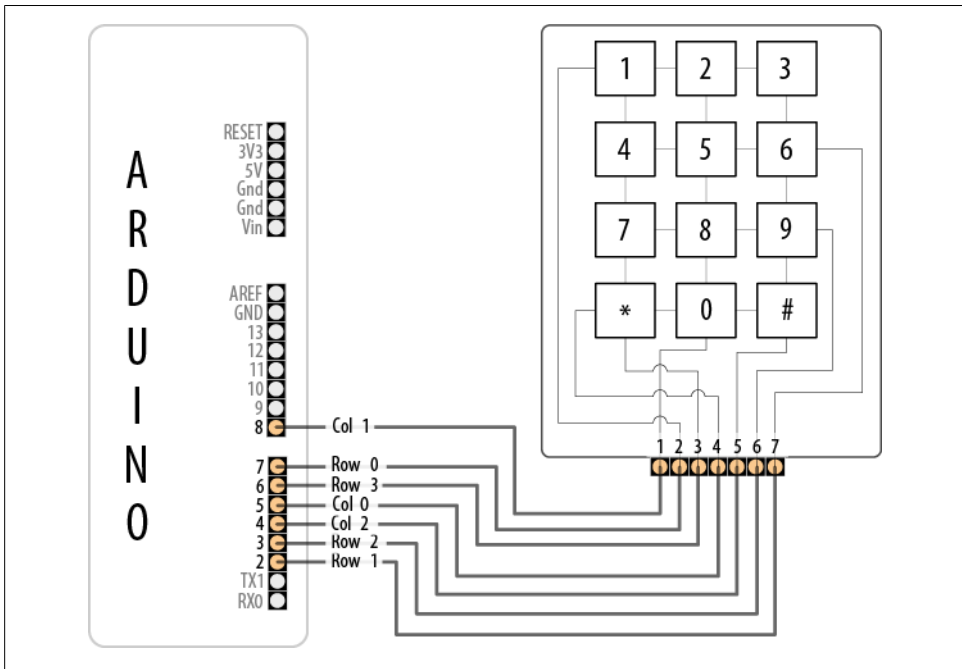 ARDUINO
RESET
3V3
5V
Gnd
Gnd
Vin
AREF
GND
13
12
11
10
9
8 Col 1
7 Row 0
6 Row 3
5 Col 0
4 Col 2
3 Row 2
2 Row 1
TX1
RX0
1 2 3
4 5 6
7 8 9
* 0 #
1 2 3 4 5 6 7